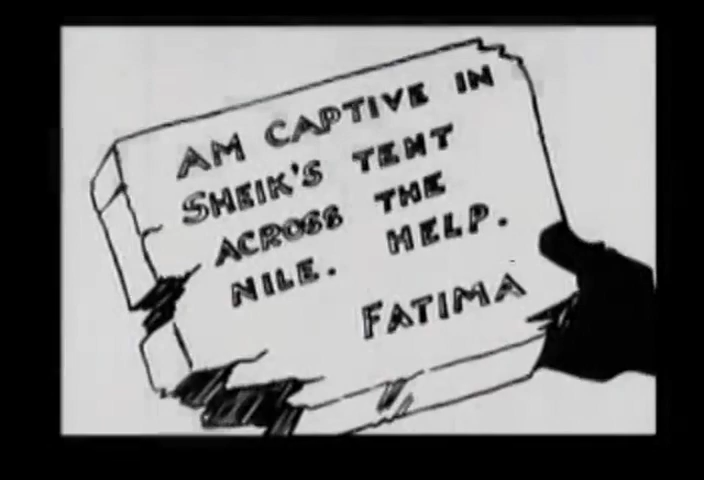 AM CAPTIVE IN
SHEIK'S TENT
ACROSS THE
NILE. HELP.
FATIMA